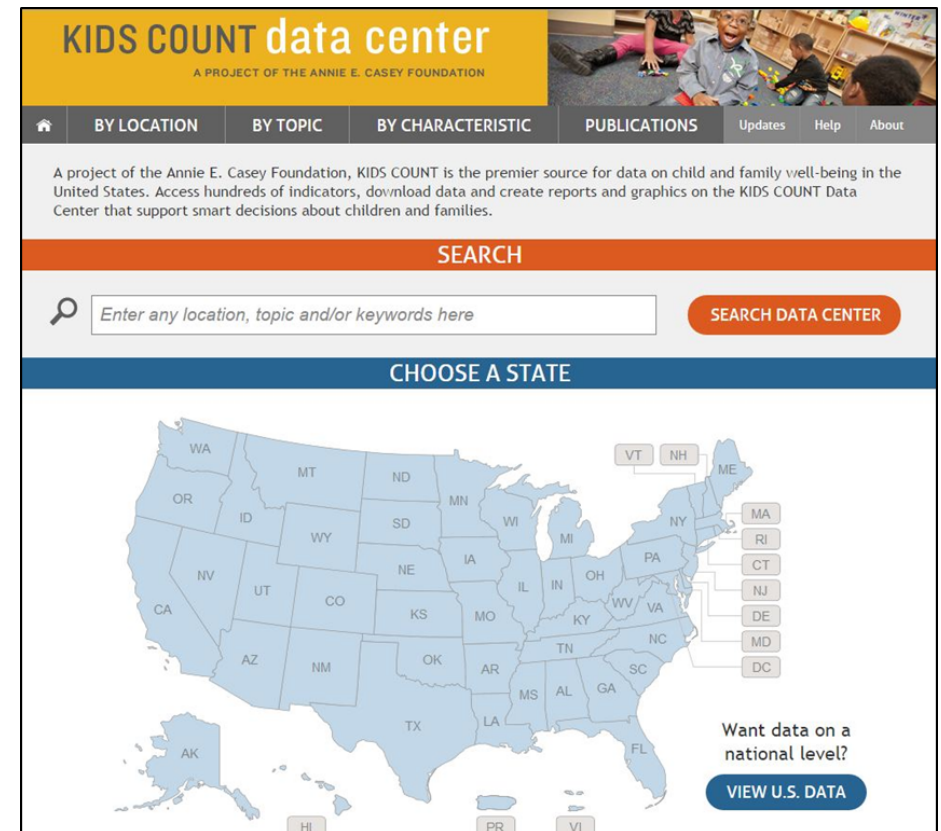 KIDS COUNT data center
A PROJECT OF THE ANNIE E. CASEY FOUNDATION
BY LOCATION BY TOPIC BY CHARACTERISTIC PUBLICATIONS Updates Help About
A project of the Annie E. Casey Foundation, KIDS COUNT is the premier source for data on child and family well-being in the
United States. Access hundreds of indicators, download data and create reports and graphics on the KIDS COUNT Data
Center that support smart decisions about children and families.
SEARCH
Enter any location, topic and/or keywords here
SEARCH DATA CENTER
CHOOSE A STATE
WA
MT
ND
VT
NH
ME
OR
ID
MN
SD
WY
WI
MI
NY
MA
RI
CT
NJ
DE
MD
DC
NV
UT
CO
NE
IA
IL
IN
OH
PA
CA
KS
MO
KY
WV
VA
AZ
NM
OK
AR
TN
NC
SC
MS
AL
GA
TX
LA
FL
AK
HI
PR
VI
Want data on a
national level?
VIEW U.S. DATA